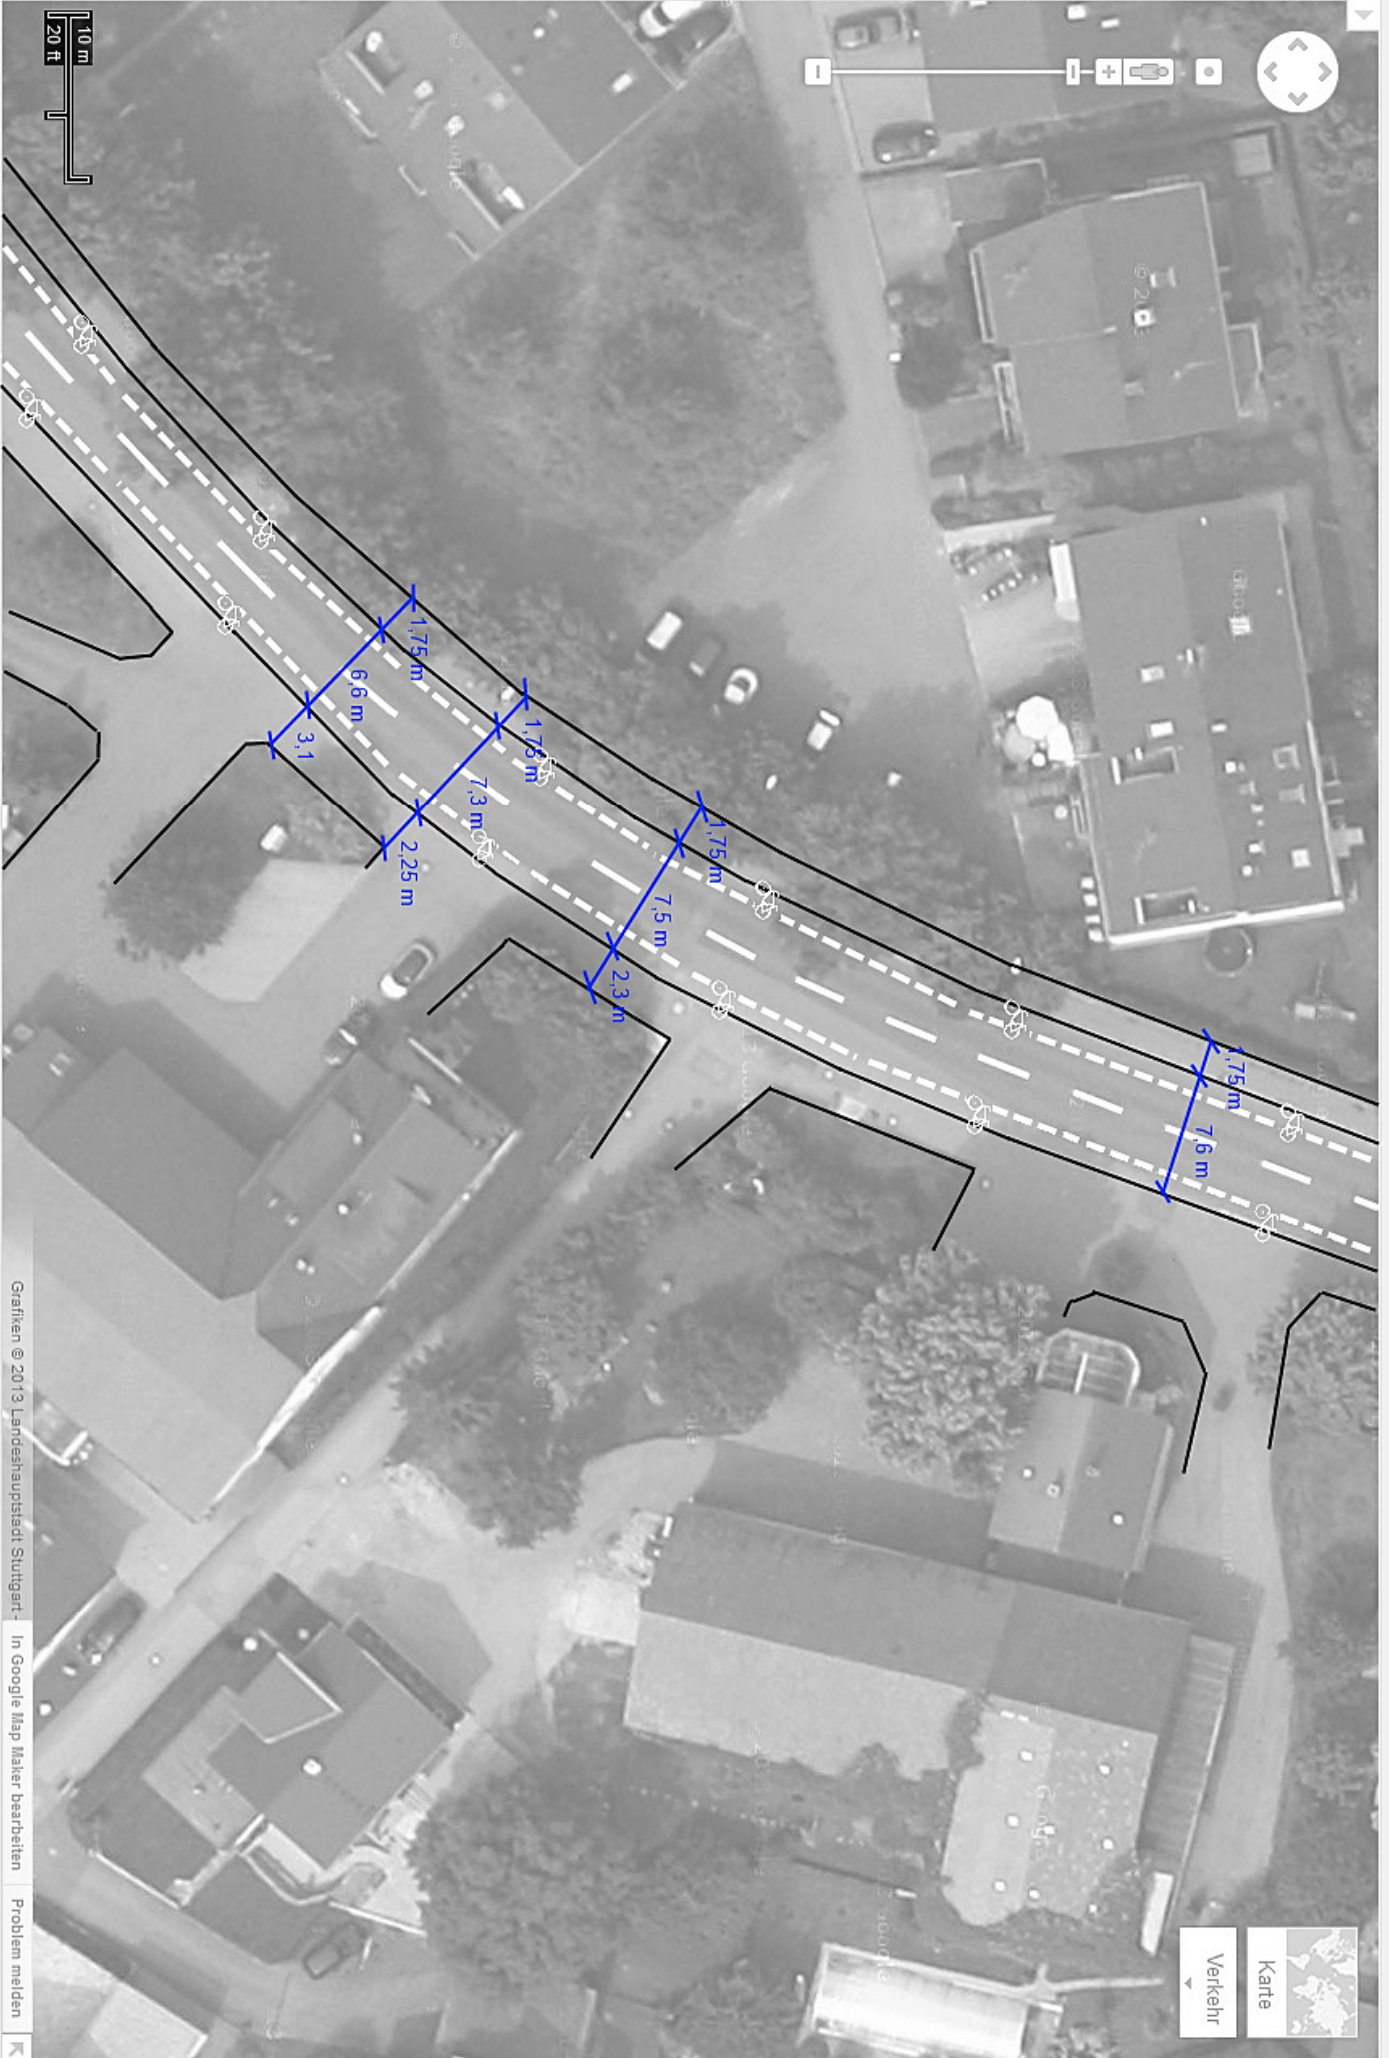 10 m
20 ft
1,75 m
6,6 m
3,1
1,75 m
7,3 m
2,25 m
1,75 m
7,5 m
2,3 m
1,75 m
7,6 m
Karte
Verkehr
Grafiken © 2013 Landeshauptstadt Stuttgart - In Google Map Maker bearbeiten Problem melden